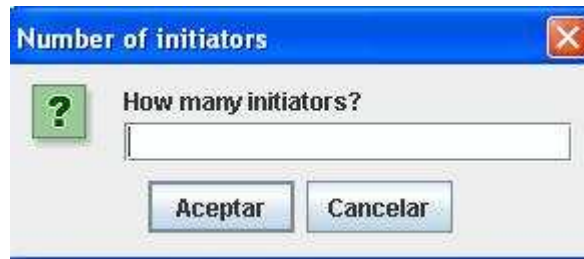 Number of initiators
?
How many initiators?
Aceptar Cancelar